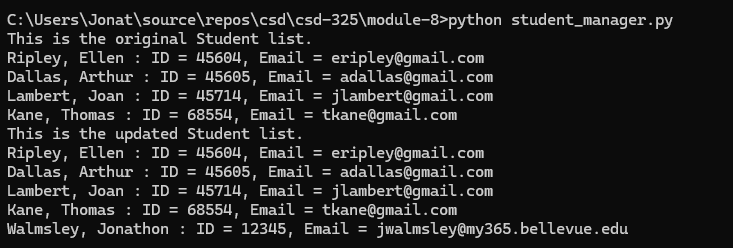 C:\Users\Jonat\source\repos\csd\csd-325\module-8>python student_manager.py
This is the original Student list.
Ripley, Ellen : ID = 45604, Email = eripley@gmail.com
Dallas, Arthur : ID = 45605, Email = adallas@gmail.com
Lambert, Joan : ID = 45714, Email = jlambert@gmail.com
Kane, Thomas : ID = 68554, Email = tkane@gmail.com
This is the updated Student list.
Ripley, Ellen : ID = 45604, Email = eripley@gmail.com
Dallas, Arthur : ID = 45605, Email = adallas@gmail.com
Lambert, Joan : ID = 45714, Email = jlambert@gmail.com
Kane, Thomas : ID = 68554, Email = tkane@gmail.com
Walmsley, Jonathon : ID = 12345, Email = jwalmsley@my365.bellevue.edu